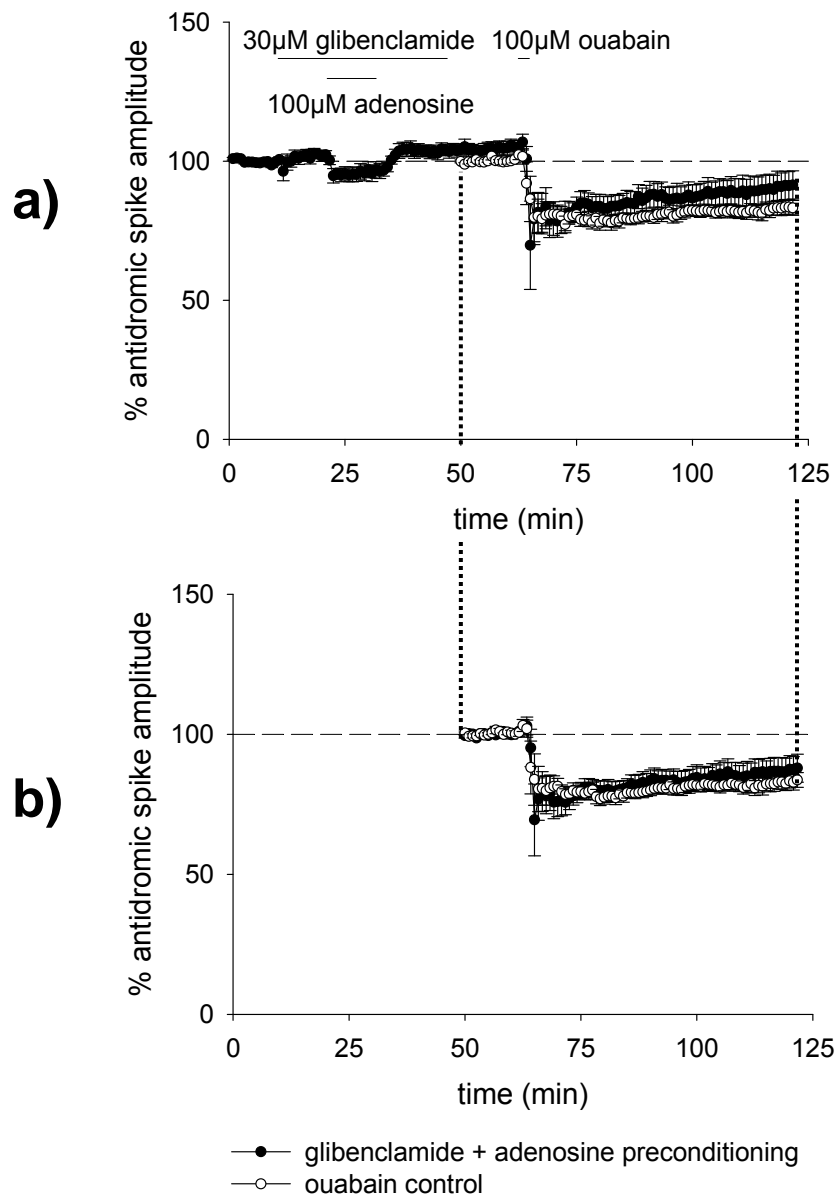 150
30µM glibenclamide
100µM ouabain
100µM adenosine
100
a)
50
0
% antidromic spike amplitude
0 25 50 75 100 125
time (min)
150
100
b)
50
0
% antidromic spike amplitude
0 25 50 75 100 125
time (min)
glibenclamide + adenosine preconditioning
ouabain control